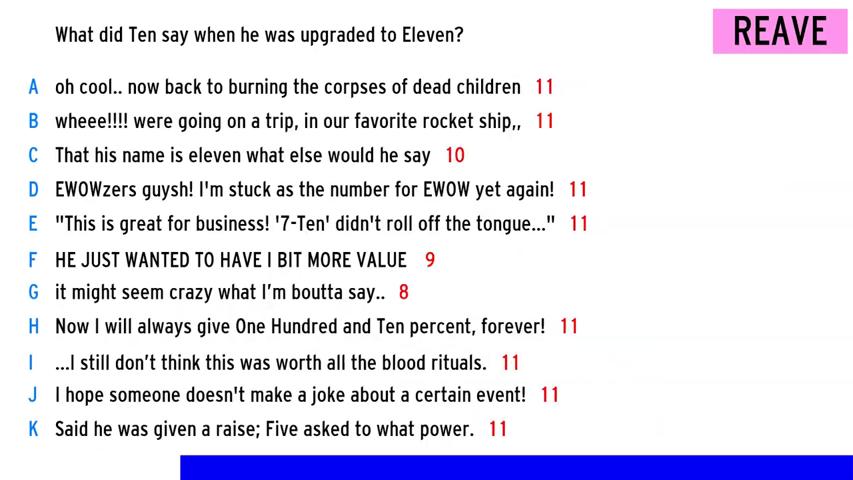 What did Ten say when he was upgraded to Eleven?
REAVE
A oh cool.. now back to burning the corpses of dead children 11
B wheee!!!! were going on a trip, in our favorite rocket ship,, 11
C That his name is eleven what else would he say 10
D EWOWzers guysh! I'm stuck as the number for EWOW yet again! 11
E "This is great for business! '7-Ten' didn't roll off the tongue..." 11
F HE JUST WANTED TO HAVE I BIT MORE VALUE 9
G it might seem crazy what I’m boutta say.. 8
H Now I will always give One Hundred and Ten percent, forever! 11
I ...I still don’t think this was worth all the blood rituals. 11
J I hope someone doesn't make a joke about a certain event! 11
K Said he was given a raise; Five asked to what power. 11